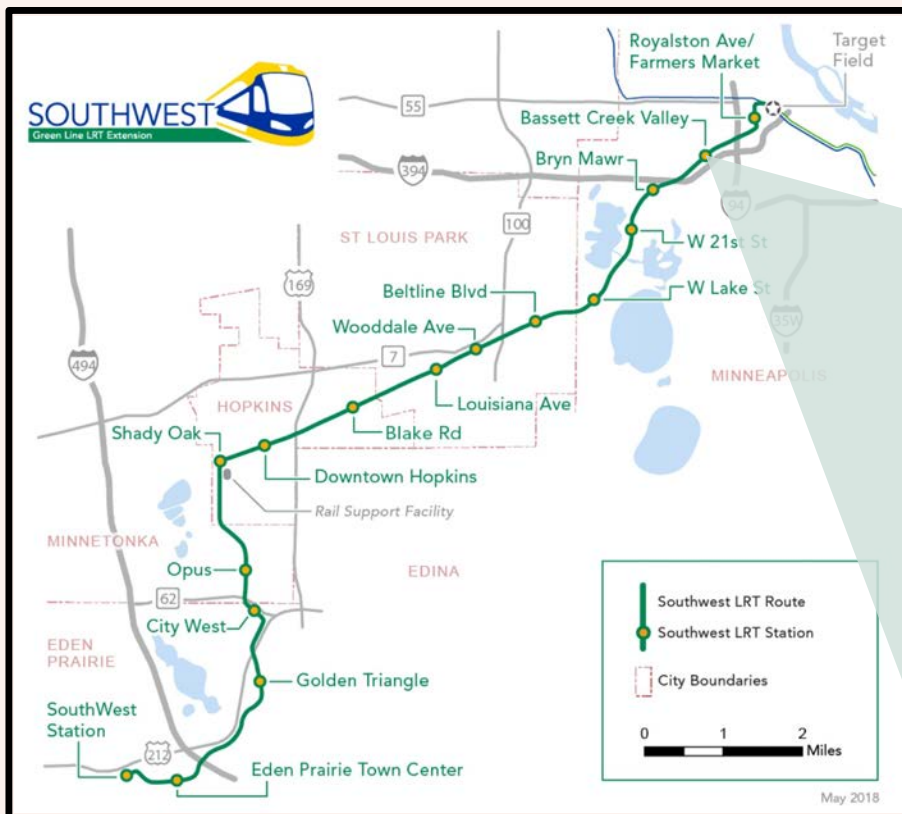 SOUTHWEST
Green Line LRT Extension
Royalston Ave/
Farmers Market
Target
Field
55
Bassett Creek Valley
Bryn Mawr
394
94
100
ST LOUIS PARK
W 21st St
169
Beltline Blvd
W Lake St
Wooddale Ave
35W
494
7
MINNEAPOLIS
HOPKINS
Louisiana Ave
Shady Oak
Blake Rd
Downtown Hopkins
Rail Support Facility
MINNETONKA
Opus
EDINA
62
City West
EDEN
PRAIRIE
Golden Triangle
SouthWest
Station
212
Eden Prairie Town Center
Southwest LRT Route
Southwest LRT Station
City Boundaries
0 1 2
Miles
May 2018